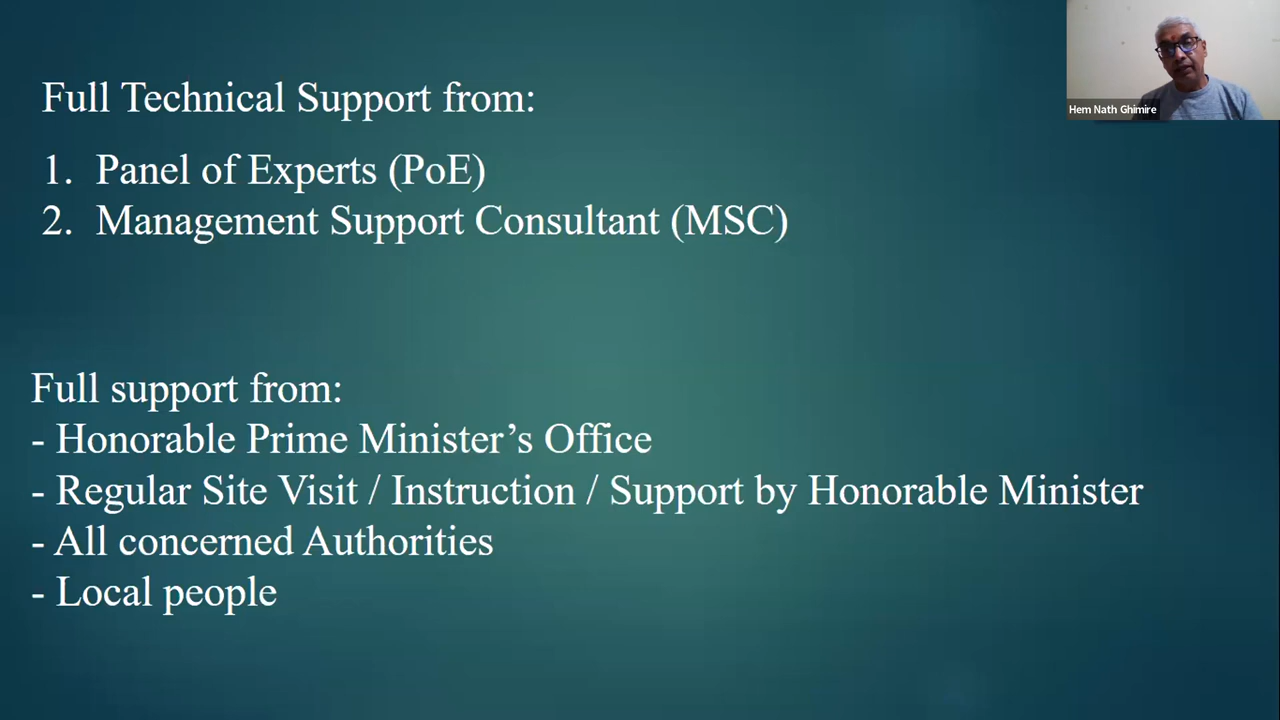 Full Technical Support from:
1. Panel of Experts (PoE)
2. Management Support Consultant (MSC)
Full support from:
- Honorable Prime Minister’s Office
- Regular Site Visit / Instruction / Support by Honorable Minister
- All concerned Authorities
- Local people
Hem Nath Ghimire